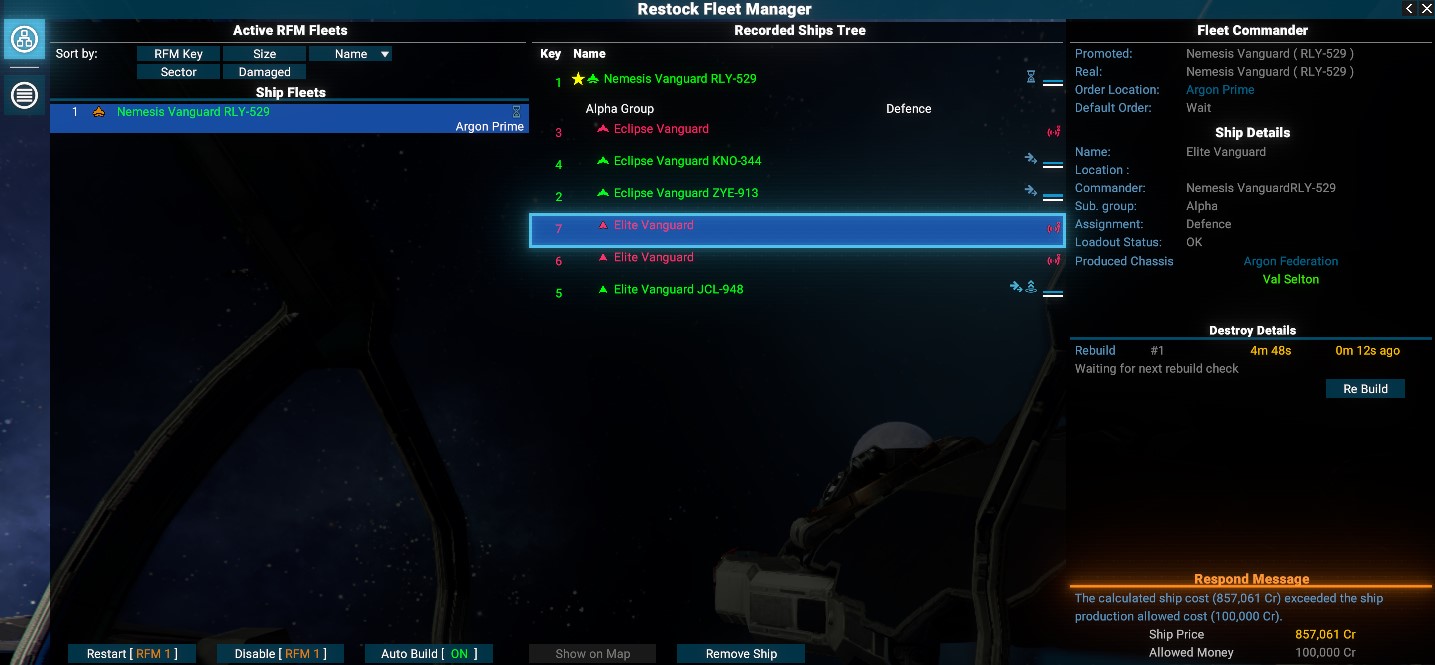 Restock Fleet Manager
Active RFM Fleets
Sort by:
RFM Key
Size
Name
Sector
Damaged
Ship Fleets
1 Nemesis Vanguard RLY-529
Argon Prime
Recorded Ships Tree
Key Name
1 Nemesis Vanguard RLY-529
Alpha Group Defence
3 Eclipse Vanguard
4 Eclipse Vanguard KNO-344
2 Eclipse Vanguard ZYE-913
7 Elite Vanguard
6 Elite Vanguard
5 Elite Vanguard JCL-948
Fleet Commander
Promoted: Nemesis Vanguard ( RLY-529 )
Real: Nemesis Vanguard ( RLY-529 )
Order Location: Argon Prime
Default Order: Wait
Ship Details
Name: Elite Vanguard
Location :
Commander: Nemesis VanguardRLY-529
Sub. group: Alpha
Assignment: Defence
Loadout Status: OK
Produced Chassis Argon Federation
Val Selton
Destroy Details
Rebuild #1 4m 48s 0m 12s ago
Waiting for next rebuild check
Re Build
Respond Message
The calculated ship cost (857,061 Cr) exceeded the ship
production allowed cost (100,000 Cr).
Ship Price 857,061 Cr
Allowed Money 100,000 Cr
Restart [ RFM 1 ]
Disable [ RFM 1 ]
Auto Build [ ON ]
Show on Map
Remove Ship